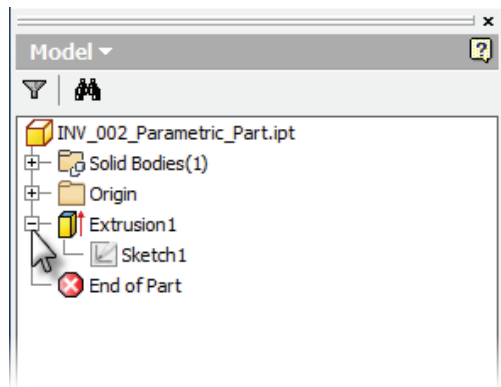 Model
INV_002_Parametric_Part.ipt
Solid Bodies(1)
Origin
Extrusion1
Sketch1
End of Part